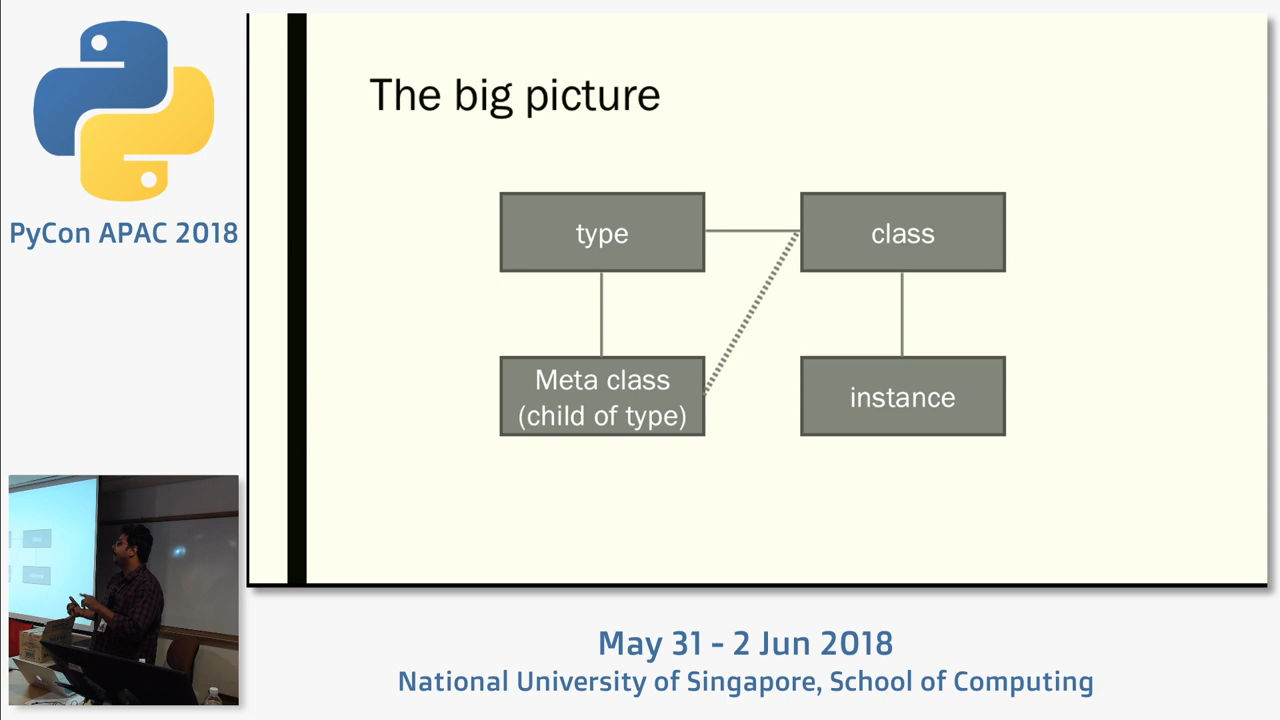 PyCon APAC 2018
The big picture
type
class
Meta class
(child of type)
instance
May 31 - 2 Jun 2018
National University of Singapore, School of Computing